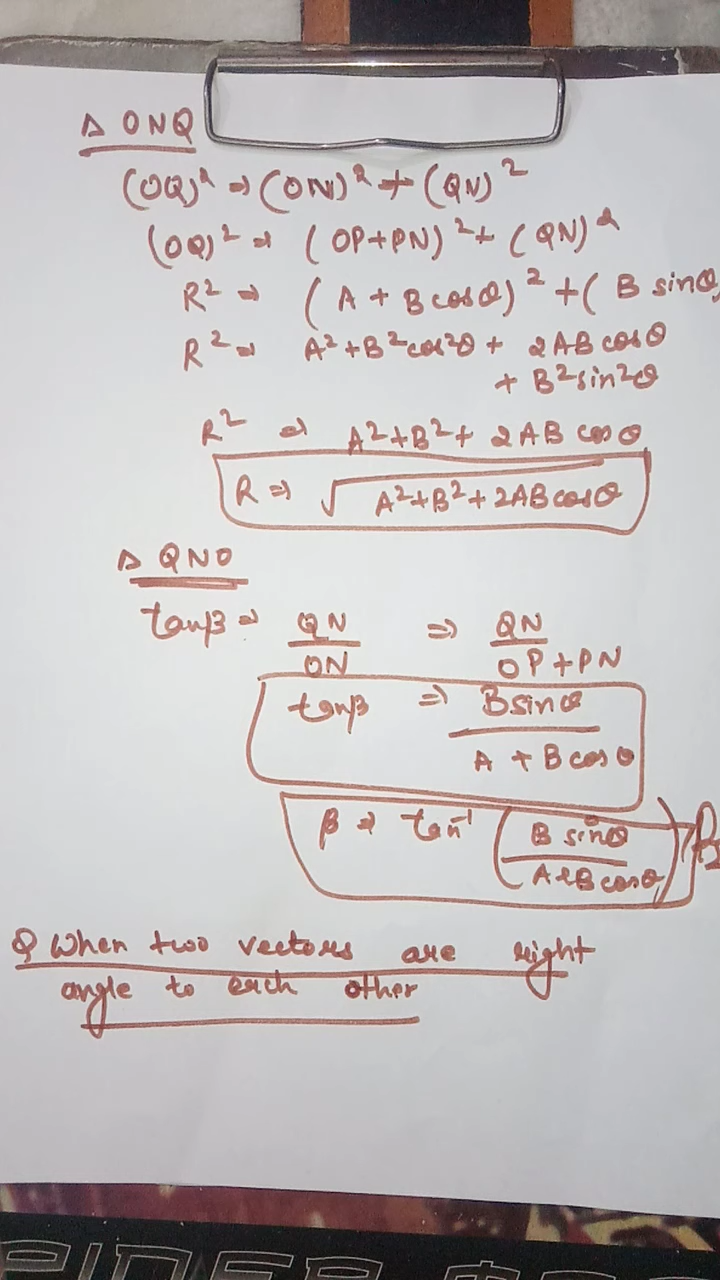 Δ ONQ
(OQ)² ⇒ (ON)² + (QN)²
(OQ)² ⇒ (OP+PN)² + (QN)²
R² ⇒ (A + B cosθ)² + (B sinθ
R² ⇒ A² + B²cos²θ + 2AB cosθ
+ B²sin²θ
R² ⇒ A²+B²+ 2AB cosθ
R ⇒ √A²+B²+2AB cosθ
Δ QNO
tanβ ⇒ QN/ON ⇒ QN/OP+PN
tanβ ⇒ B sinθ/A + B cosθ
β ⇒ tan⁻¹ (B sinθ/A+B cosθ)
Q When two vectors are right
angle to each other